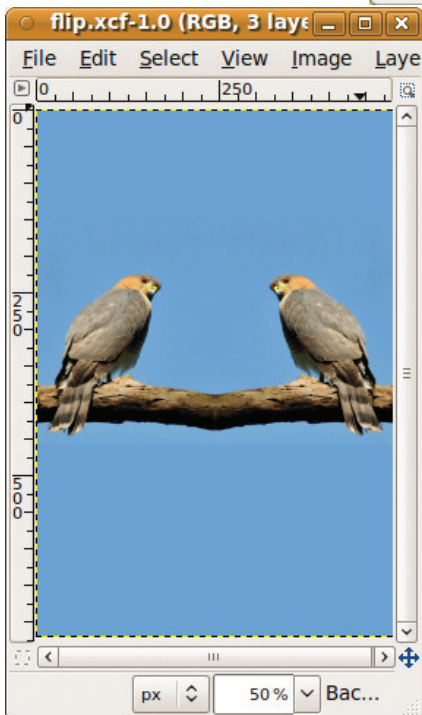 flip.xcf-1.0 (RGB, 3 laye
File Edit Select View Image Laye
0 250
0
250
500
px 50 % Bac...